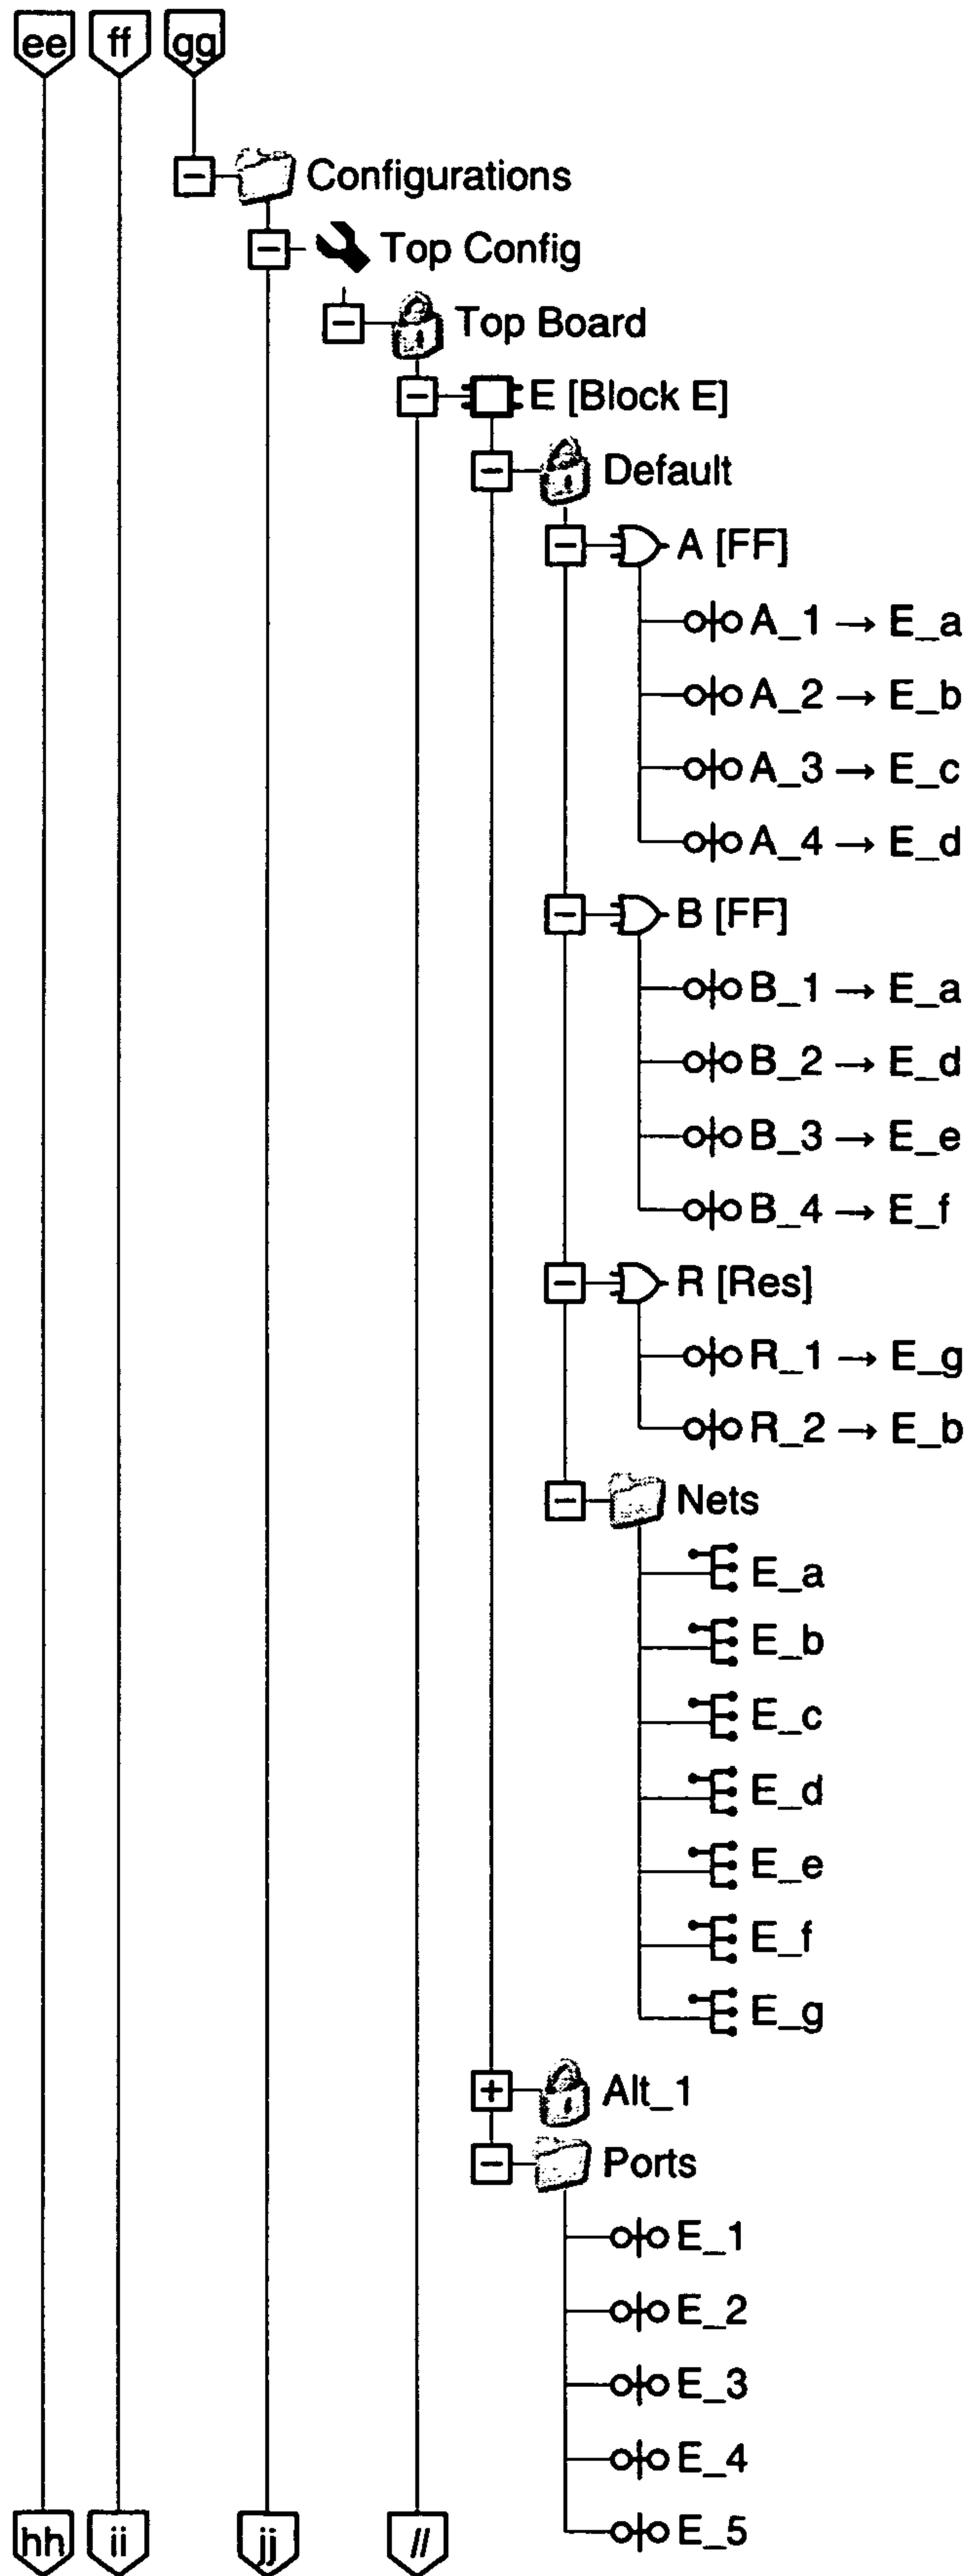 ee ff gg
Configurations
Top Config
Top Board
E [Block E]
Default
A [FF]
A_1 → E_a
A_2 → E_b
A_3 → E_c
A_4 → E_d
B [FF]
B_1 → E_a
B_2 → E_d
B_3 → E_e
B_4 → E_f
R [Res]
R_1 → E_g
R_2 → E_b
Nets
E_a
E_b
E_c
E_d
E_e
E_f
E_g
Alt_1
Ports
E_1
E_2
E_3
E_4
E_5
hh ii jj ll